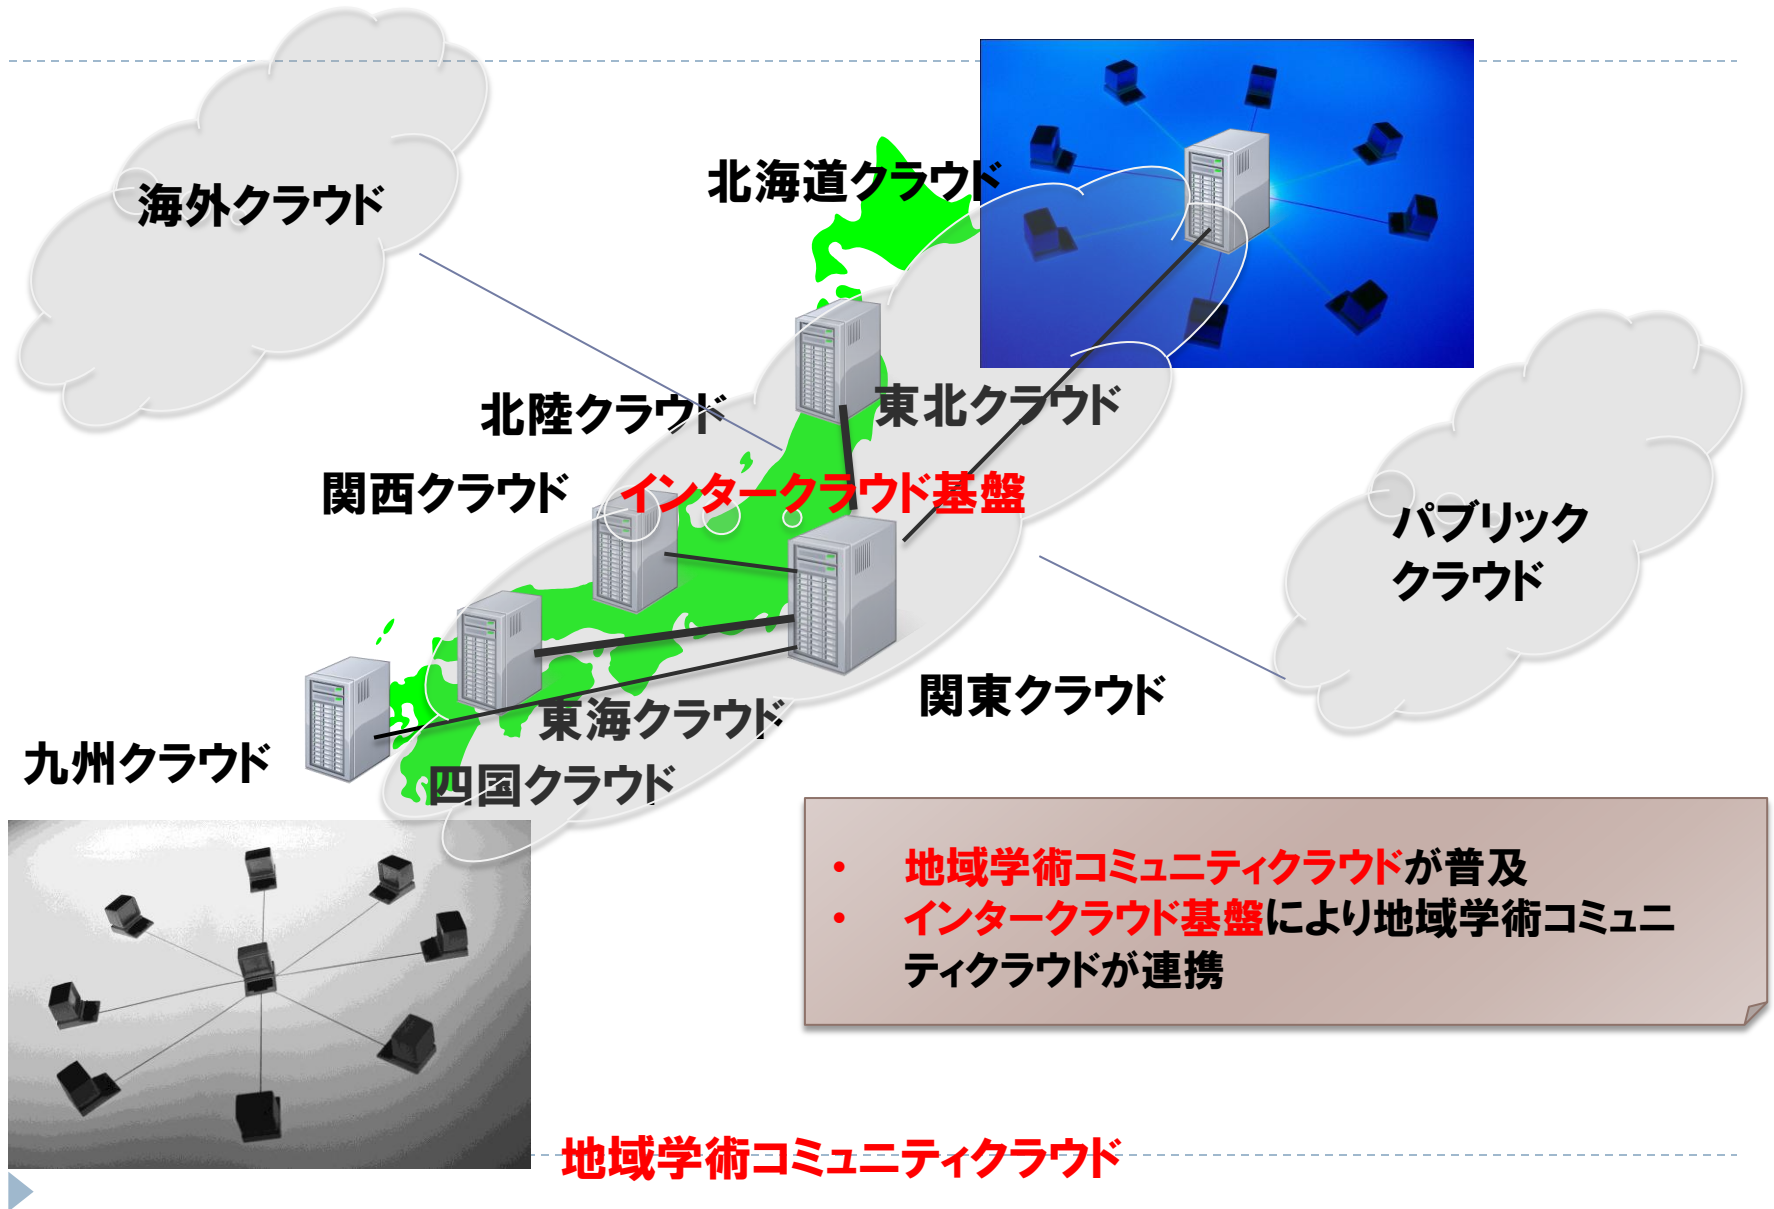 海外クラウド
北海道クラウド
北陸クラウド
東北クラウド
関西クラウド
インタークラウド基盤
パブリック
クラウド
関東クラウド
東海クラウド
九州クラウド
四国クラウド
• 地域学術コミュニティクラウドが普及
• インタークラウド基盤により地域学術コミュニ
ティクラウドが連携
地域学術コミュニティクラウド